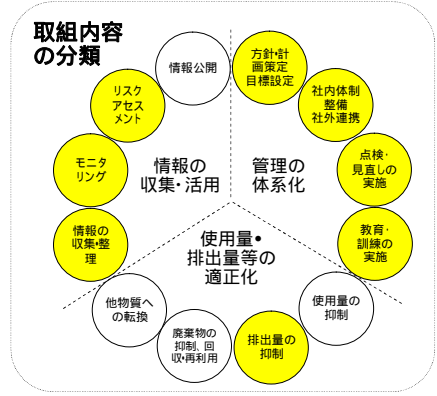 取組内容
の分類
情報公開
方針・計
画策定
目標設定
リスク
アセス
メント
社内体制
整備
社外連携
モニタ
リング
情報の
収集・活用
管理の
体系化
点検・
見直しの
実施
情報の
収集・整
理
使用量・
排出量等の
適正化
教育・
訓練の
実施
他物質へ
の転換
使用量の
抑制
廃棄物の
抑制、回
収・再利用
排出量の
抑制